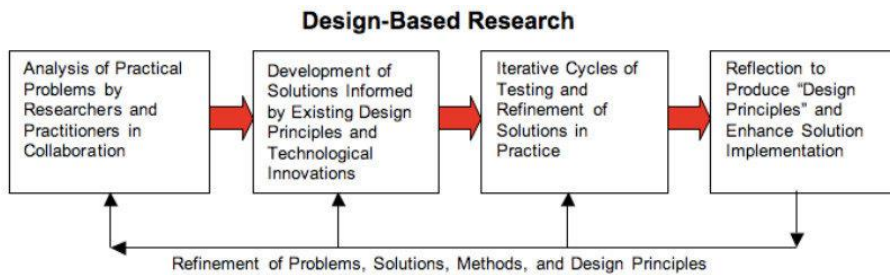 Design-Based Research
Analysis of Practical
Problems by
Researchers and
Practitioners in
Collaboration
Development of
Solutions Informed
by Existing Design
Principles and
Technological
Innovations
Iterative Cycles of
Testing and
Refinement of
Solutions in
Practice
Reflection to
Produce “Design
Principles” and
Enhance Solution
Implementation
Refinement of Problems, Solutions, Methods, and Design Principles